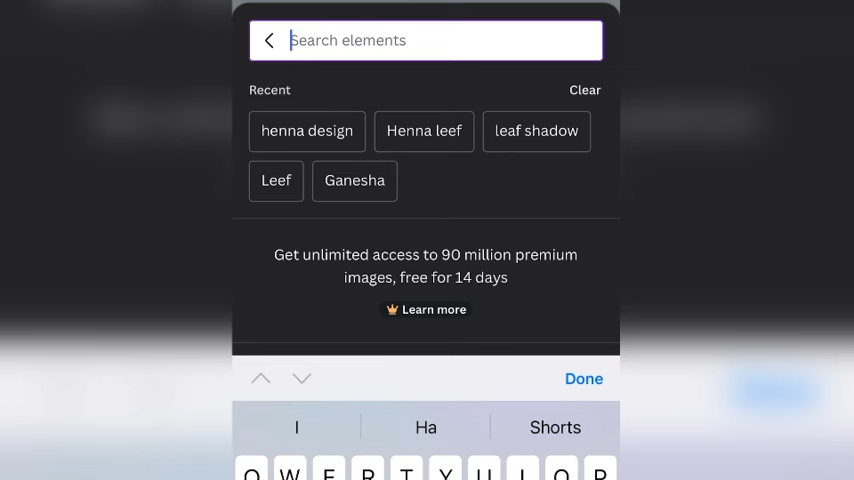 Search elements
Recent Clear
henna design Henna leef leaf shadow
Leef Ganesha
Get unlimited access to 90 million premium
images, free for 14 days
Learn more
Done
I Ha Shorts
Q W E R T Y U I O P